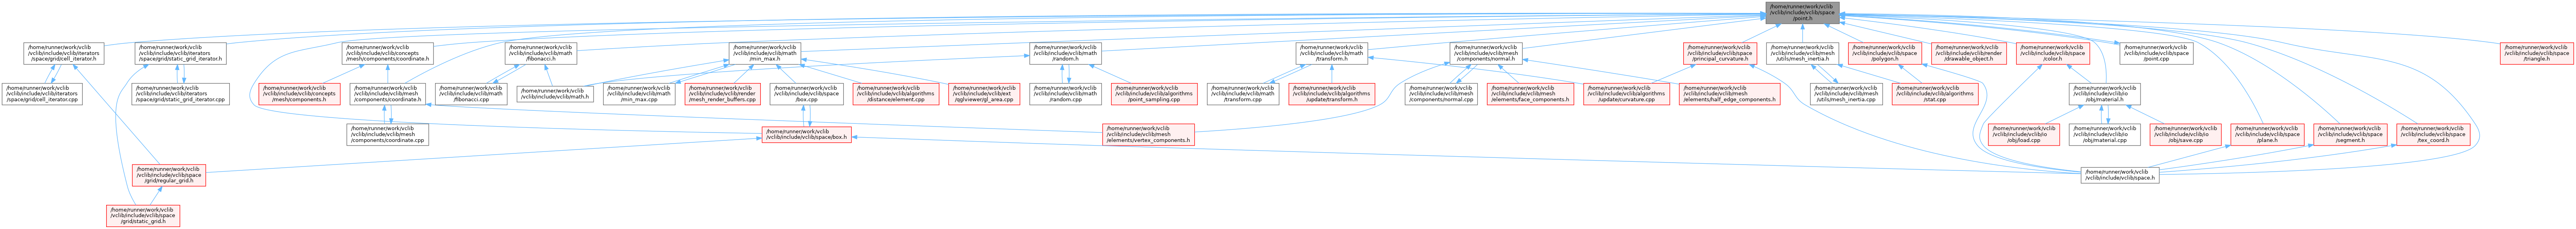 /home/runner/work/vclib
/vclib/include/vclib/space
/point.h
/home/runner/work/vclib
/vclib/include/vclib/iterators
/space/grid/cell_iterator.h
/home/runner/work/vclib
/vclib/include/vclib/iterators
/space/grid/static_grid_iterator.h
/home/runner/work/vclib
/vclib/include/vclib/concepts
/mesh/components/coordinate.h
/home/runner/work/vclib
/vclib/include/vclib/math
/fibonacci.h
/home/runner/work/vclib
/vclib/include/vclib/math
/min_max.h
/home/runner/work/vclib
/vclib/include/vclib/math
/random.h
/home/runner/work/vclib
/vclib/include/vclib/math
/transform.h
/home/runner/work/vclib
/vclib/include/vclib/mesh
/components/normal.h
/home/runner/work/vclib
/vclib/include/vclib/space
/principal_curvature.h
/home/runner/work/vclib
/vclib/include/vclib/mesh
/utils/mesh_inertia.h
/home/runner/work/vclib
/vclib/include/vclib/space
/polygon.h
/home/runner/work/vclib
/vclib/include/vclib/render
/drawable_object.h
/home/runner/work/vclib
/vclib/include/vclib/space
/color.h
/home/runner/work/vclib
/vclib/include/vclib/space
/point.cpp
/home/runner/work/vclib
/vclib/include/vclib/space
/triangle.h
/home/runner/work/vclib
/vclib/include/vclib/iterators
/space/grid/cell_iterator.cpp
/home/runner/work/vclib
/vclib/include/vclib/iterators
/space/grid/static_grid_iterator.cpp
/home/runner/work/vclib
/vclib/include/vclib/concepts
/mesh/components.h
/home/runner/work/vclib
/vclib/include/vclib/mesh
/components/coordinate.h
/home/runner/work/vclib
/vclib/include/vclib/math
/fibonacci.cpp
/home/runner/work/vclib
/vclib/include/vclib/math.h
/home/runner/work/vclib
/vclib/include/vclib/math
/min_max.cpp
/home/runner/work/vclib
/vclib/include/vclib/render
/mesh_render_buffers.h
/home/runner/work/vclib
/vclib/include/vclib/space
/box.cpp
/home/runner/work/vclib
/vclib/include/vclib/algorithms
/distance/element.cpp
/home/runner/work/vclib
/vclib/include/vclib/ext
/qglviewer/gl_area.cpp
/home/runner/work/vclib
/vclib/include/vclib/math
/random.cpp
/home/runner/work/vclib
/vclib/include/vclib/algorithms
/point_sampling.cpp
/home/runner/work/vclib
/vclib/include/vclib/math
/transform.cpp
/home/runner/work/vclib
/vclib/include/vclib/algorithms
/update/transform.h
/home/runner/work/vclib
/vclib/include/vclib/mesh
/components/normal.cpp
/home/runner/work/vclib
/vclib/include/vclib/mesh
/elements/face_components.h
/home/runner/work/vclib
/vclib/include/vclib/algorithms
/update/curvature.cpp
/home/runner/work/vclib
/vclib/include/vclib/mesh
/elements/half_edge_components.h
/home/runner/work/vclib
/vclib/include/vclib/mesh
/utils/mesh_inertia.cpp
/home/runner/work/vclib
/vclib/include/vclib/algorithms
/stat.cpp
/home/runner/work/vclib
/vclib/include/vclib/io
/obj/material.h
/home/runner/work/vclib
/vclib/include/vclib/mesh
/components/coordinate.cpp
/home/runner/work/vclib
/vclib/include/vclib/space/box.h
/home/runner/work/vclib
/vclib/include/vclib/mesh
/elements/vertex_components.h
/home/runner/work/vclib
/vclib/include/vclib/io
/obj/load.cpp
/home/runner/work/vclib
/vclib/include/vclib/io
/obj/material.cpp
/home/runner/work/vclib
/vclib/include/vclib/io
/obj/save.cpp
/home/runner/work/vclib
/vclib/include/vclib/space
/plane.h
/home/runner/work/vclib
/vclib/include/vclib/space
/segment.h
/home/runner/work/vclib
/vclib/include/vclib/space
/tex_coord.h
/home/runner/work/vclib
/vclib/include/vclib/space
/grid/regular_grid.h
/home/runner/work/vclib
/vclib/include/vclib/space.h
/home/runner/work/vclib
/vclib/include/vclib/space
/grid/static_grid.h